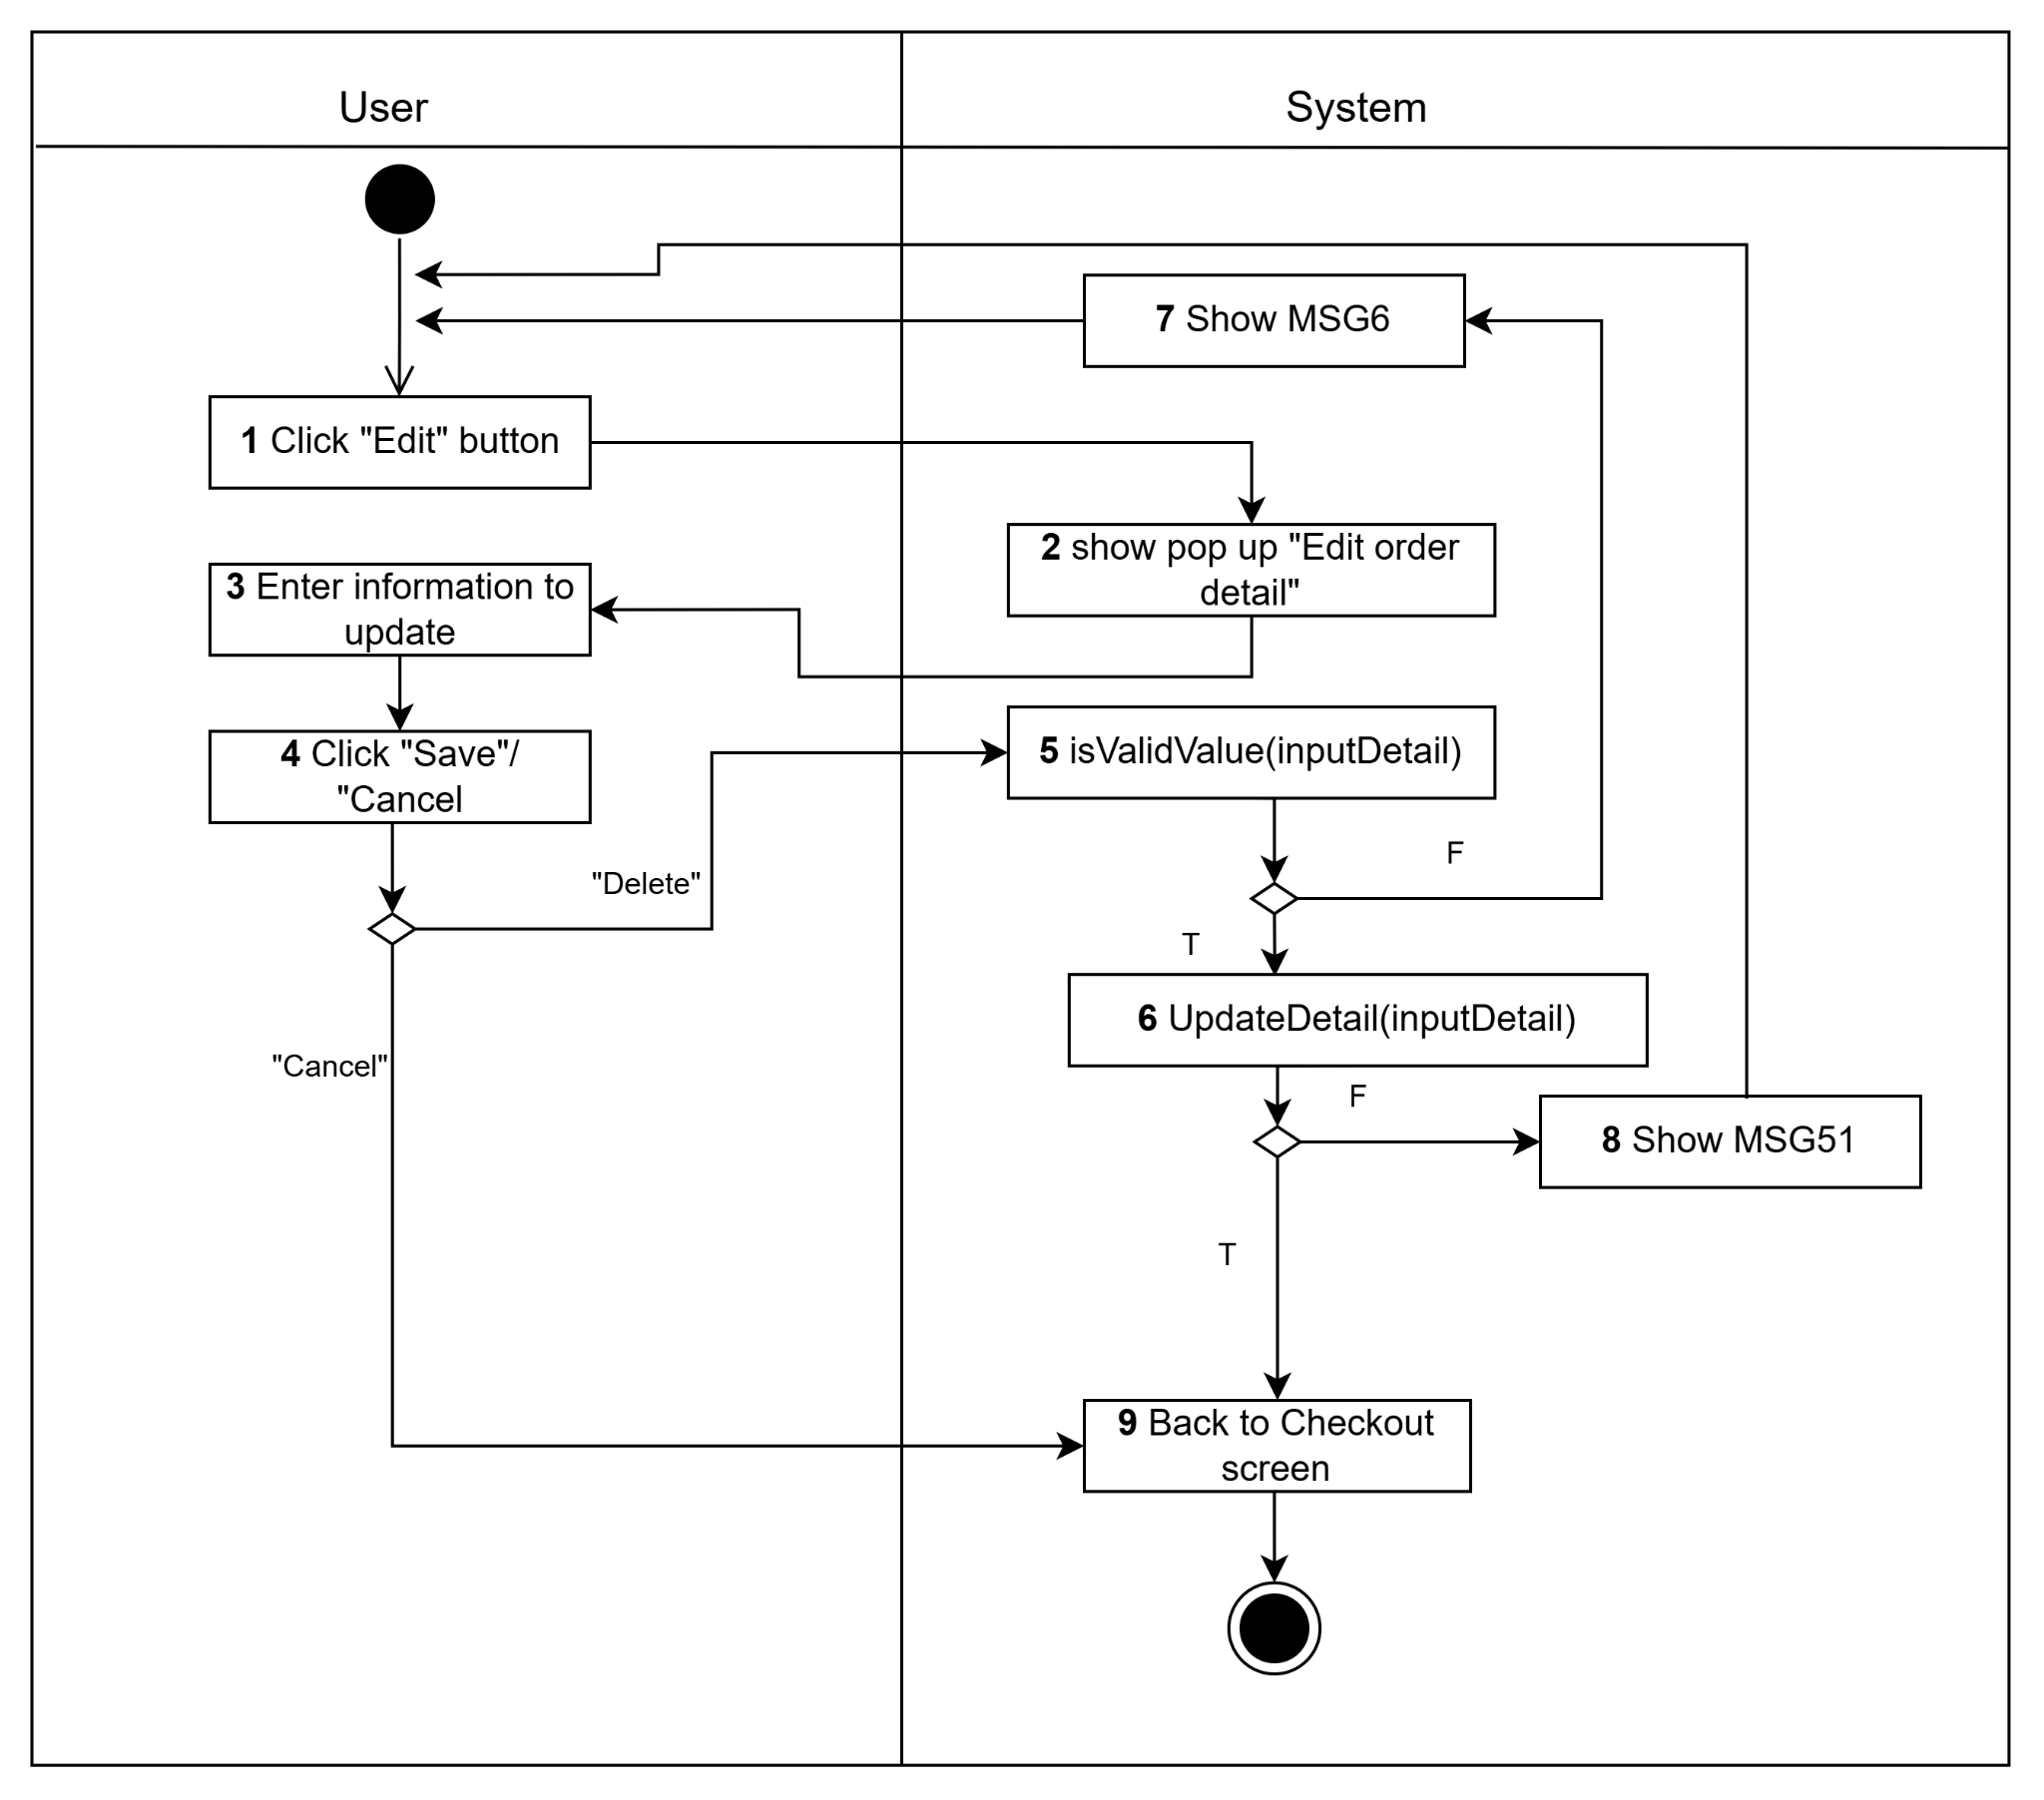 User
System
7 Show MSG6
1 Click "Edit" button
2 show pop up "Edit order
detail"
3 Enter information to
update
4 Click "Save"/
"Cancel
5 isValidValue(inputDetail)
F
"Delete"
T
6 UpdateDetail(inputDetail)
"Cancel"
F
8 Show MSG51
T
9 Back to Checkout
screen